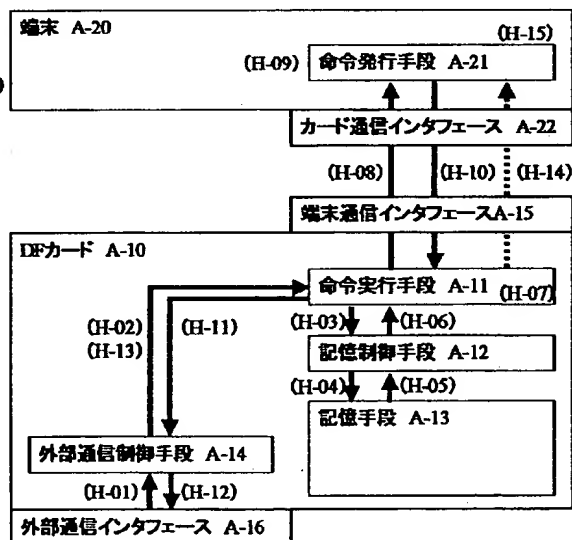 端末 A-20
(H-15)
(H-09)
命令発行手段 A-21
カード通信インタフェース A-22
(H-08)
(H-10)
(H-14)
端末通信インタフェースA-15
DFカード A-10
命令実行手段 A-11
(H-07)
(H-02)
(H-11)
(H-03)
(H-06)
(H-13)
記憶制御手段 A-12
(H-04)
(H-05)
記憶手段 A-13
外部通信制御手段 A-14
(H-01)
(H-12)
外部通信インタフェース A-16